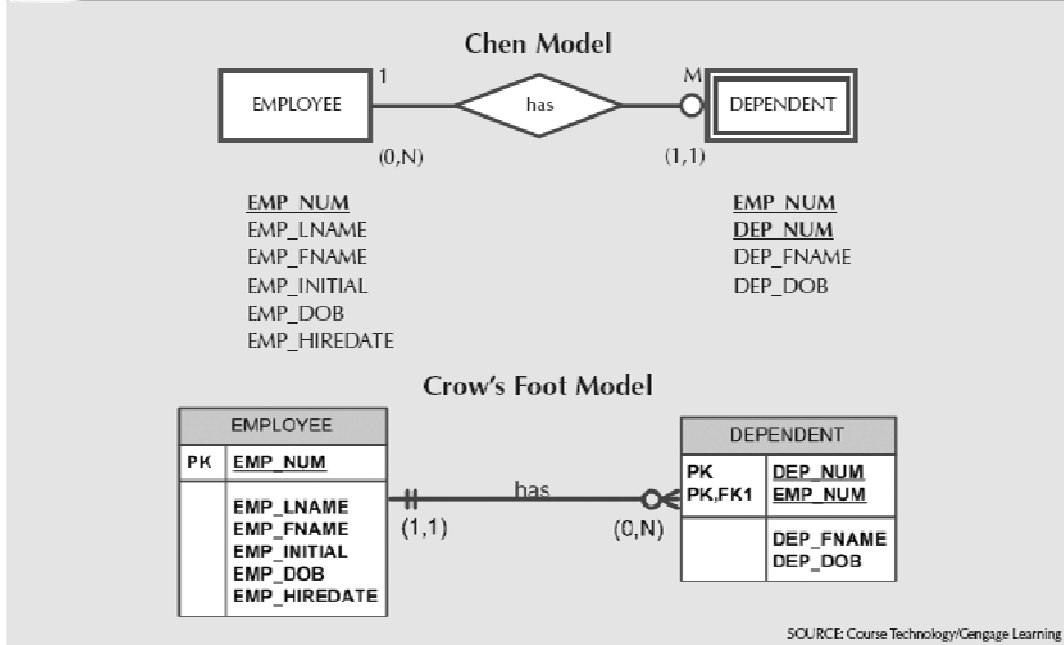 Chen Model
1 M
EMPLOYEE has DEPENDENT
(0,N) (1,1)
EMP_NUM
EMP_LNAME
EMP_FNAME
EMP_INITIAL
EMP_DOB
EMP_HIREDATE
EMP_NUM
DEP_NUM
DEP_FNAME
DEP_DOB
Crow's Foot Model
EMPLOYEE
PK EMP_NUM
EMP_LNAME
EMP_FNAME
EMP_INITIAL
EMP_DOB
EMP_HIREDATE
has
(1,1) (0,N)
DEPENDENT
PK DEP_NUM
PK,FK1 EMP_NUM
DEP_FNAME
DEP_DOB
SOURCE: Course Technology/Cengage Learning